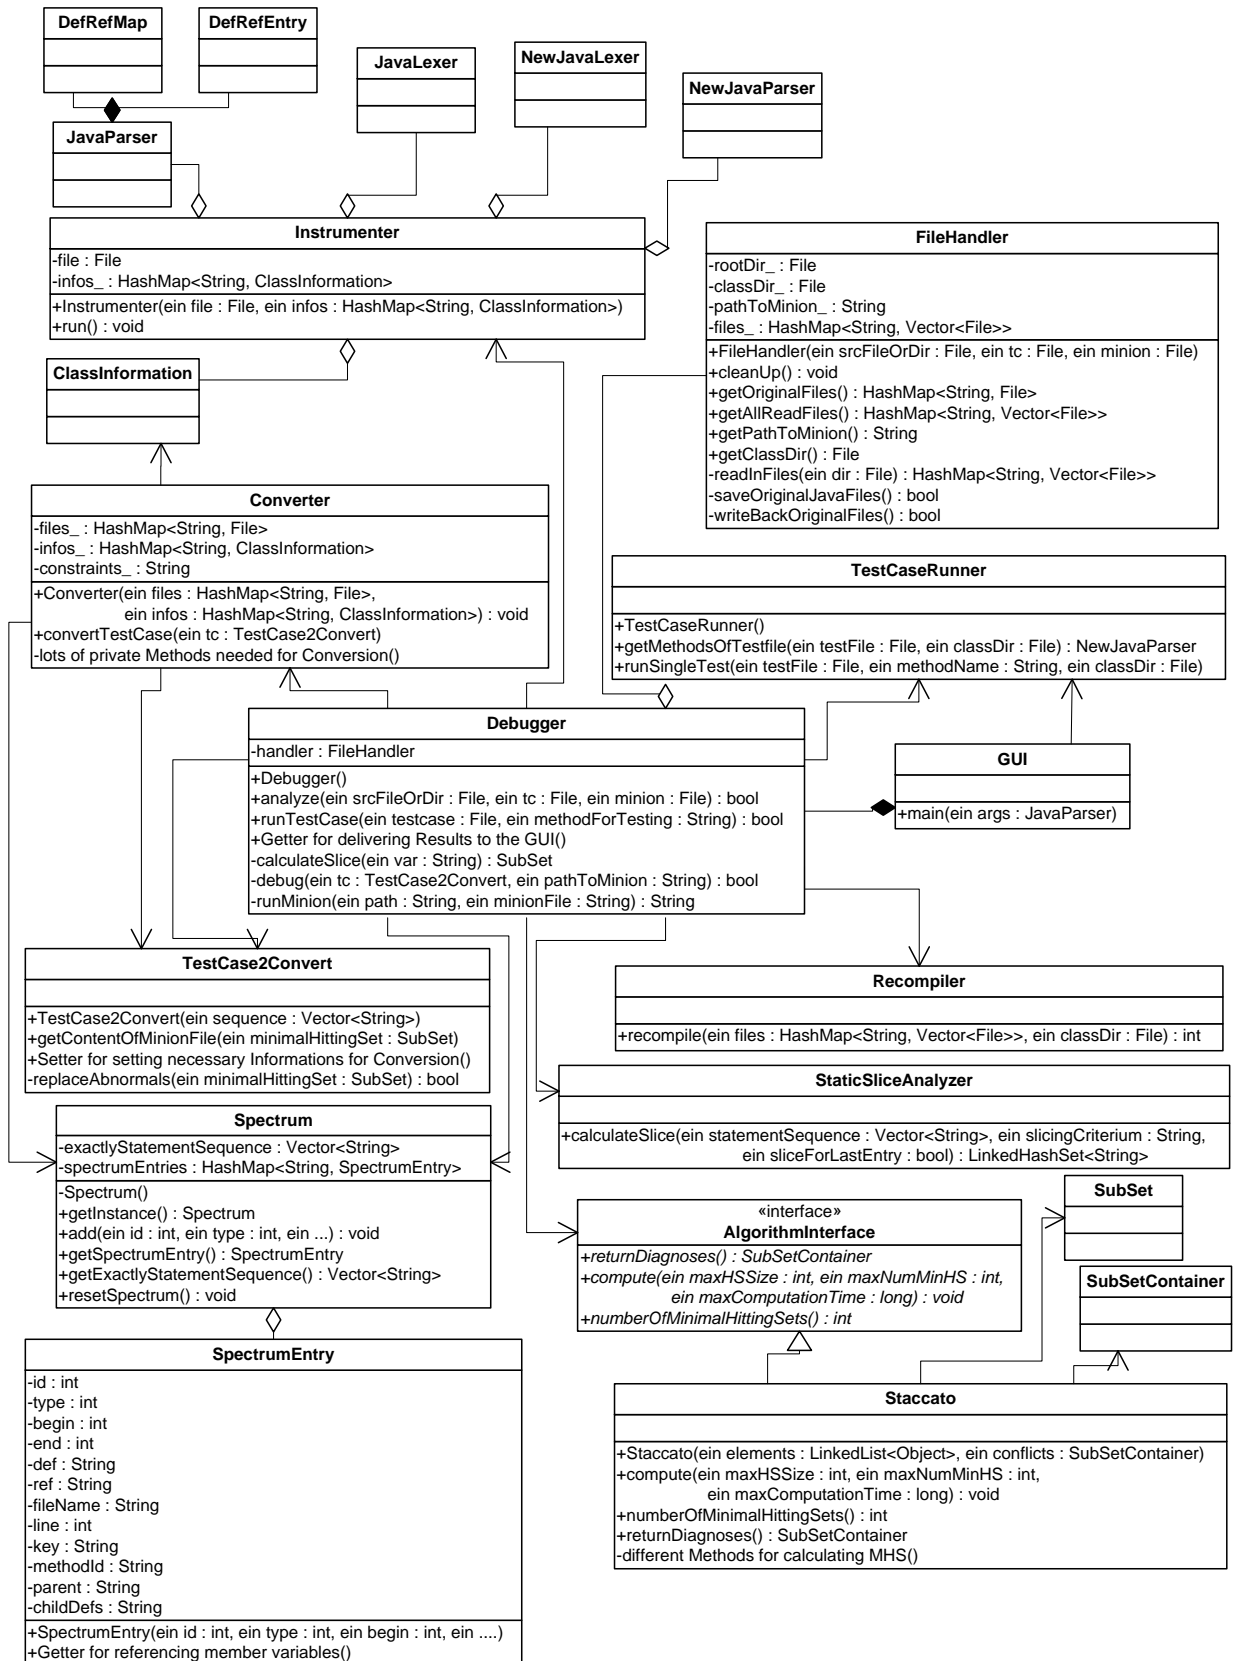 DefRefMap
DefRefEntry
JavaLexer
NewJavaLexer
NewJavaParser
JavaParser
Instrumenter
-file : File
-infos_ : HashMap<String, ClassInformation>
+Instrumenter(ein file : File, ein infos : HashMap<String, ClassInformation>)
+run() : void
FileHandler
-rootDir_ : File
-classDir_ : File
-pathToMinion_ : String
-files_ : HashMap<String, Vector<File>>
+FileHandler(ein srcFileOrDir : File, ein tc : File, ein minion : File)
+cleanUp() : void
+getOriginalFiles() : HashMap<String, File>
+getAllReadFiles() : HashMap<String, Vector<File>>
+getPathToMinion() : String
+getClassDir() : File
-readInFiles(ein dir : File) : HashMap<String, Vector<File>>
-saveOriginalJavaFiles() : bool
-writeBackOriginalFiles() : bool
ClassInformation
Converter
-files_ : HashMap<String, File>
-infos_ : HashMap<String, ClassInformation>
-constraints_ : String
+Converter(ein files : HashMap<String, File>,
ein infos : HashMap<String, ClassInformation>) : void
+convertTestCase(ein tc : TestCase2Convert)
-lots of private Methods needed for Conversion()
TestCaseRunner
+TestCaseRunner()
+getMethodsOfTestfile(ein testFile : File, ein classDir : File) : NewJavaParser
+runSingleTest(ein testFile : File, ein methodName : String, ein classDir : File)
Debugger
-handler : FileHandler
+Debugger()
+analyze(ein srcFileOrDir : File, ein tc : File, ein minion : File) : bool
+runTestCase(ein testcase : File, ein methodForTesting : String) : bool
+Getter for delivering Results to the GUI()
-calculateSlice(ein var : String) : SubSet
-debug(ein tc : TestCase2Convert, ein pathToMinion : String) : bool
-runMinion(ein path : String, ein minionFile : String) : String
GUI
+main(ein args : JavaParser)
TestCase2Convert
+TestCase2Convert(ein sequence : Vector<String>)
+getContentOfMinionFile(ein minimalHittingSet : SubSet)
+Setter for setting necessary Informations for Conversion()
-replaceAbnormals(ein minimalHittingSet : SubSet) : bool
Recompiler
+recompile(ein files : HashMap<String, Vector<File>>, ein classDir : File) : int
StaticSliceAnalyzer
+calculateSlice(ein statementSequence : Vector<String>, ein slicingCriterium : String,
ein sliceForLastEntry : bool) : LinkedHashSet<String>
Spectrum
-exactlyStatementSequence : Vector<String>
-spectrumEntries : HashMap<String, SpectrumEntry>
-Spectrum()
+getInstance() : Spectrum
+add(ein id : int, ein type : int, ein ...) : void
+getSpectrumEntry() : SpectrumEntry
+getExactlyStatementSequence() : Vector<String>
+resetSpectrum() : void
«interface»
AlgorithmInterface
+returnDiagnoses() : SubSetContainer
+compute(ein maxHSSize : int, ein maxNumMinHS : int,
ein maxComputationTime : long) : void
+numberOfMinimalHittingSets() : int
SubSet
SubSetContainer
SpectrumEntry
-id : int
-type : int
-begin : int
-end : int
-def : String
-ref : String
-fileName : String
-line : int
-key : String
-methodId : String
-parent : String
-childDefs : String
+SpectrumEntry(ein id : int, ein type : int, ein begin : int, ein ....)
+Getter for referencing member variables()
Staccato
+Staccato(ein elements : LinkedList<Object>, ein conflicts : SubSetContainer)
+compute(ein maxHSSize : int, ein maxNumMinHS : int,
ein maxComputationTime : long) : void
+numberOfMinimalHittingSets() : int
+returnDiagnoses() : SubSetContainer
-different Methods for calculating MHS()